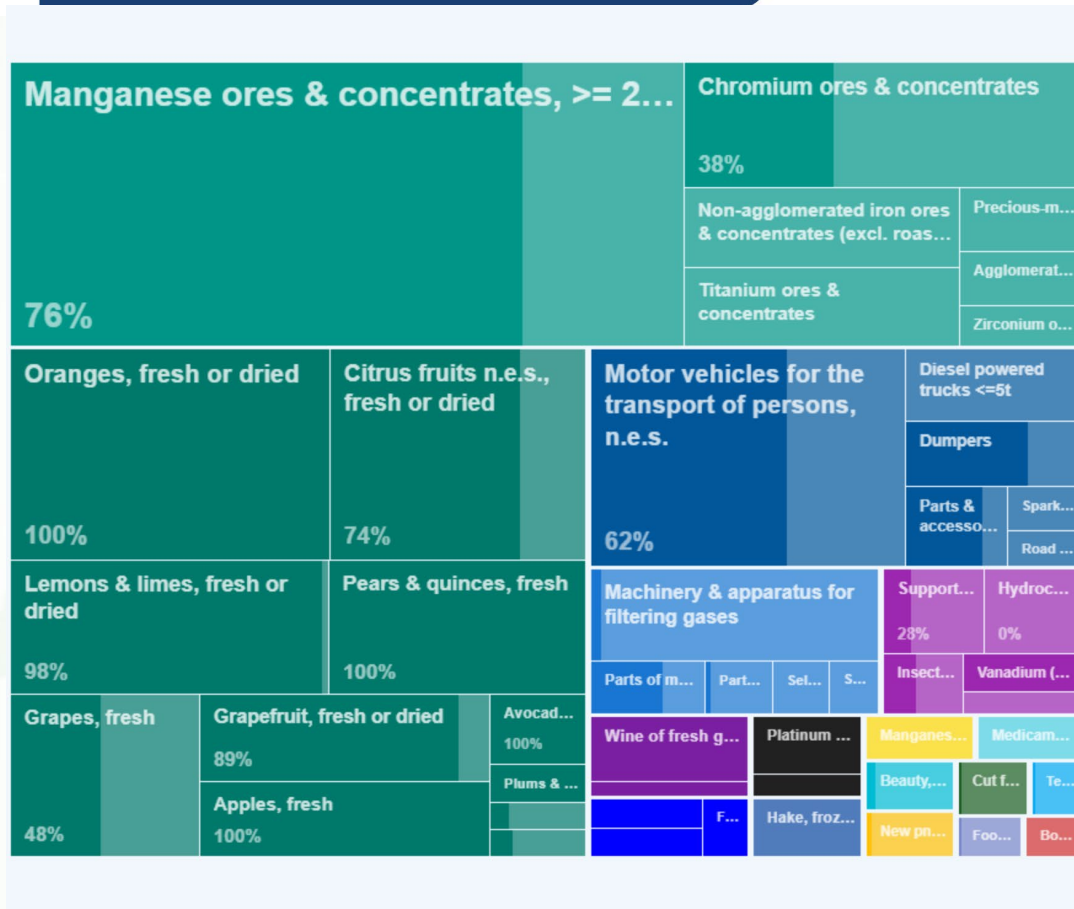 Manganese ores & concentrates, >= 2...
76%
Chromium ores & concentrates
38%
Non-agglomerated iron ores
& concentrates (excl. roas...
Precious-m...
Agglomerat...
Titanium ores &
concentrates
Zirconium o...
Oranges, fresh or dried
100%
Citrus fruits n.e.s.,
fresh or dried
74%
Lemons & limes, fresh or
dried
98%
Pears & quinces, fresh
100%
Grapes, fresh
48%
Grapefruit, fresh or dried
89%
Apples, fresh
100%
Avocad...
100%
Plums & ...
Motor vehicles for the
transport of persons,
n.e.s.
62%
Diesel powered
trucks <=5t
Dumpers
Parts &
accesso...
Spark...
Road ...
Machinery & apparatus for
filtering gases
Parts of m...
Part...
Sel...
S...
Support...
28%
Hydroc...
0%
Insect...
Vanadium (...
Wine of fresh g...
Platinum ...
Manganes...
Medicam...
Beauty,...
Cut f...
Te...
F...
Hake, froz...
New pn...
Foo...
Bo...